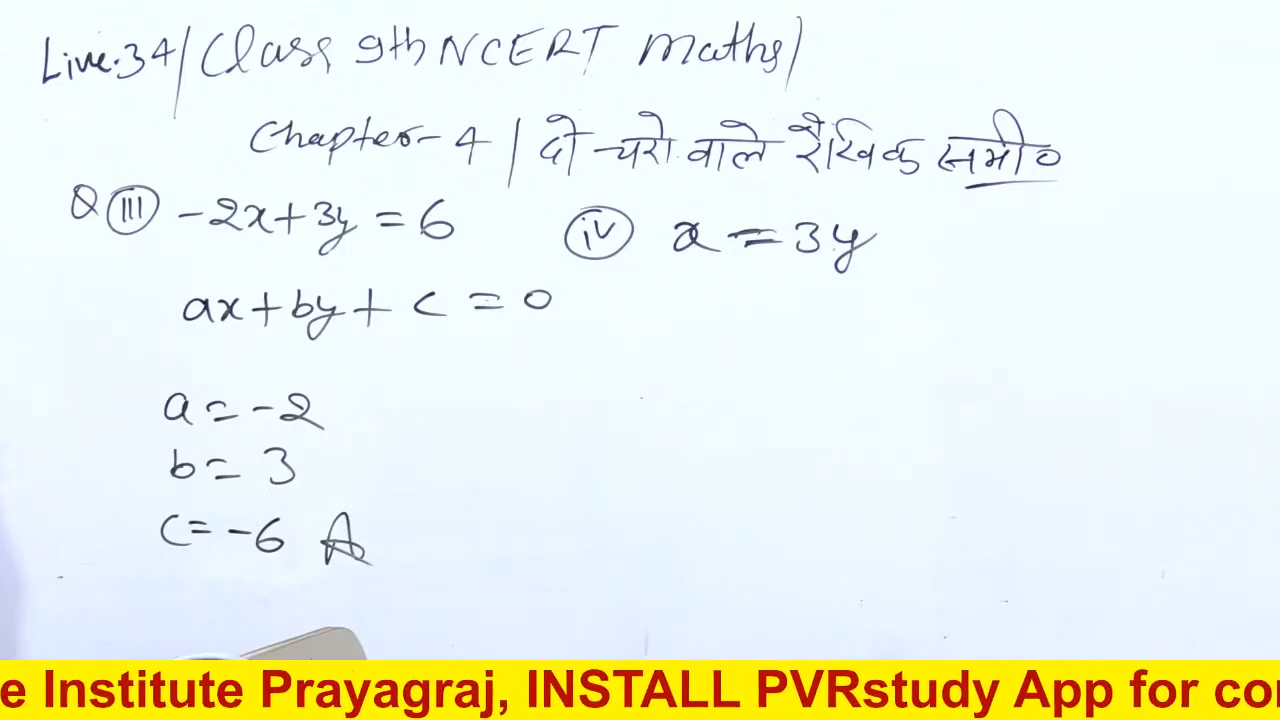 Live.34/Class 9th NCERT Maths/
Chapter-4/दो चरो वाले रैखिक समी०
Q (iii) -2x+3y=6 (iv) x=3y
ax+by+c=0
a=-2
b=3
c=-6 A
e Institute Prayagraj, INSTALL PVRstudy App for co